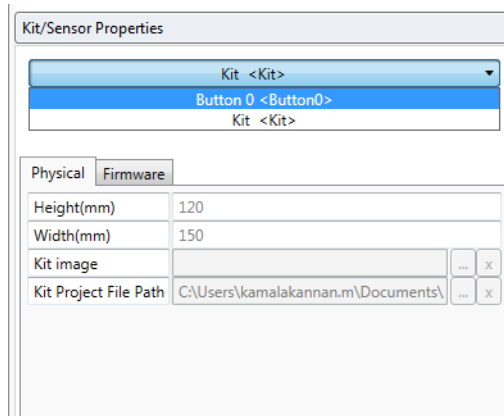 Kit/Sensor Properties
Kit <Kit>
Button 0 <Button0>
Kit <Kit>
Physical Firmware
Height(mm) 120
Width(mm) 150
Kit image ... x
Kit Project File Path C:\Users\kamalakannan.m\Documents\ ... x